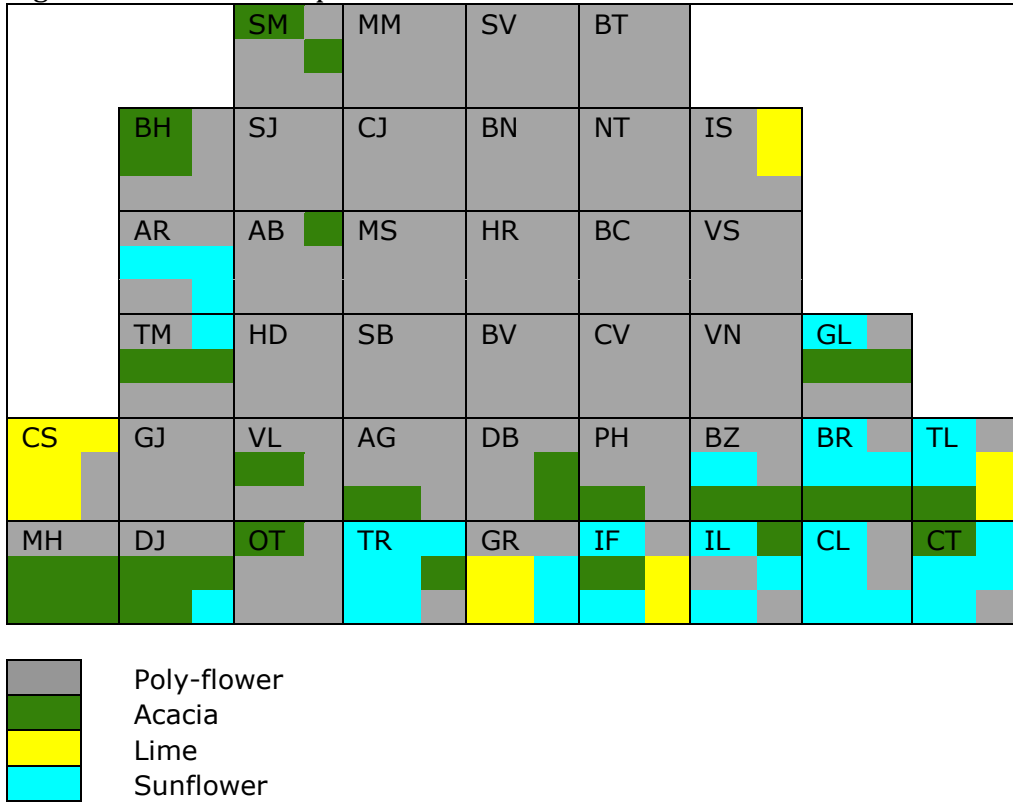 SM MM SV BT
BH SJ CJ BN NT IS
AR AB MS HR BC VS
TM HD SB BV CV VN GL
CS GJ VL AG DB PH BZ BR TL
MH DJ OT TR GR IF IL CL CT
Poly-flower
Acacia
Lime
Sunflower